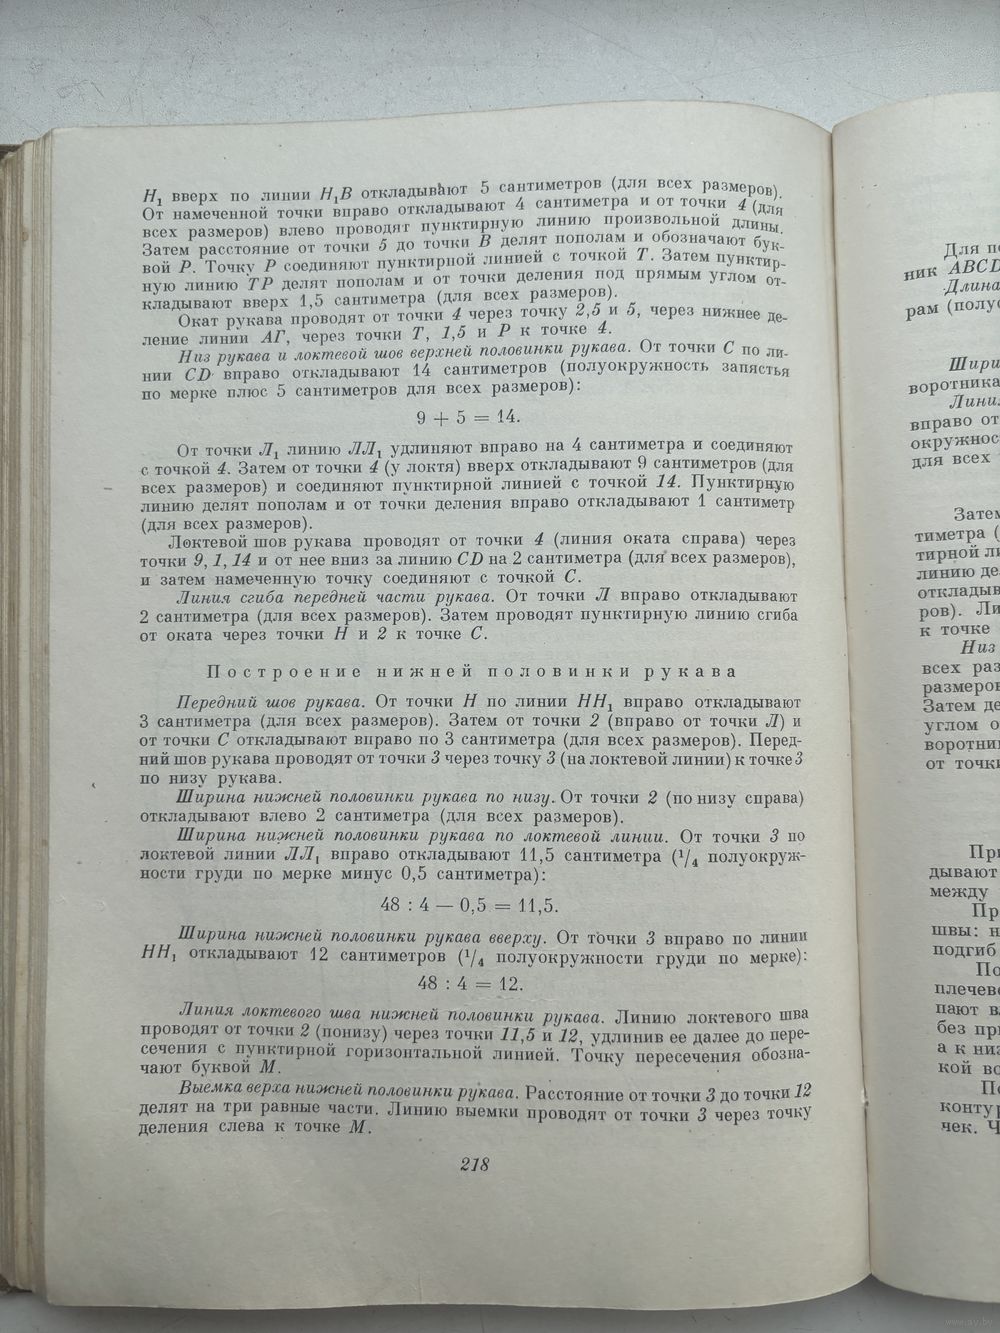 H₁ вверх по линии H₁В откладывают 5 сантиметров (для всех размеров).
От намеченной точки вправо откладывают 4 сантиметра и от точки 4 (для
всех размеров) влево проводят пунктирную линию произвольной длины.
Затем расстояние от точки 5 до точки В делят пополам и обозначают бук-
вой Р. Точку Р соединяют пунктирной линией с точкой Т. Затем пунктир-
ную линию ТР делят пополам и от точки деления под прямым углом от-
кладывают вверх 1,5 сантиметра (для всех размеров).
Окат рукава проводят от точки 4 через точку 2,5 и 5, через нижнее де-
ление линии АГ, через точки Т, 1,5 и Р к точке 4.
Низ рукава и локтевой шов верхней половинки рукава. От точки С по ли-
нии CD вправо откладывают 14 сантиметров (полуокружность запястья
по мерке плюс 5 сантиметров для всех размеров):
9 + 5 = 14.
От точки Л₁ линию ЛЛ₁ удлиняют вправо на 4 сантиметра и соединяют
с точкой 4. Затем от точки 4 (у локтя) вверх откладывают 9 сантиметров (для
всех размеров) и соединяют пунктирной линией с точкой 14. Пунктирную
линию делят пополам и от точки деления вправо откладывают 1 сантиметр
(для всех размеров).
Локтевой шов рукава проводят от точки 4 (линия оката справа) через
точки 9, 1, 14 и от нее вниз за линию CD на 2 сантиметра (для всех размеров),
и затем намеченную точку соединяют с точкой С.
Линия сгиба передней части рукава. От точки Л вправо откладывают
2 сантиметра (для всех размеров). Затем проводят пунктирную линию сгиба
от оката через точки Н и 2 к точке С.
Построение нижней половинки рукава
Передний шов рукава. От точки Н по линии НН₁ вправо откладывают
3 сантиметра (для всех размеров). Затем от точки 2 (вправо от точки Л) и
от точки С откладывают вправо по 3 сантиметра (для всех размеров). Перед-
ний шов рукава проводят от точки 3 через точку 3 (на локтевой линии) к точке 3
по низу рукава.
Ширина нижней половинки рукава по низу. От точки 2 (по низу справа)
откладывают влево 2 сантиметра (для всех размеров).
Ширина нижней половинки рукава по локтевой линии. От точки 3 по
локтевой линии ЛЛ₁ вправо откладывают 11,5 сантиметра (¹/₄ полуокруж-
ности груди по мерке минус 0,5 сантиметра):
48 : 4 — 0,5 = 11,5.
Ширина нижней половинки рукава вверху. От точки 3 вправо по линии
НН₁ откладывают 12 сантиметров (¹/₄ полуокружности груди по мерке):
48 : 4 = 12.
Линия локтевого шва нижней половинки рукава. Линию локтевого шва
проводят от точки 2 (понизу) через точки 11,5 и 12, удлинив ее далее до пере-
сечения с пунктирной горизонтальной линией. Точку пересечения обозна-
чают буквой М.
Выемка верха нижней половинки рукава. Расстояние от точки 3 до точки 12
делят на три равные части. Линию выемки проводят от точки 3 через точку
деления слева к точке М.
218
Для
ник ABCD
Длина
рам
воротника
Лини
вправо от
окружнос
для всех
Затем
тиметра (
тирной
линию
откладыв
ров).
к точке
Низ
всех раз
размеров
Затем
углом
воротни
от точки
дывают
между
швы:
подгиб
плечев
пают
без
а к
кой
контур
чек.
www.ay.by